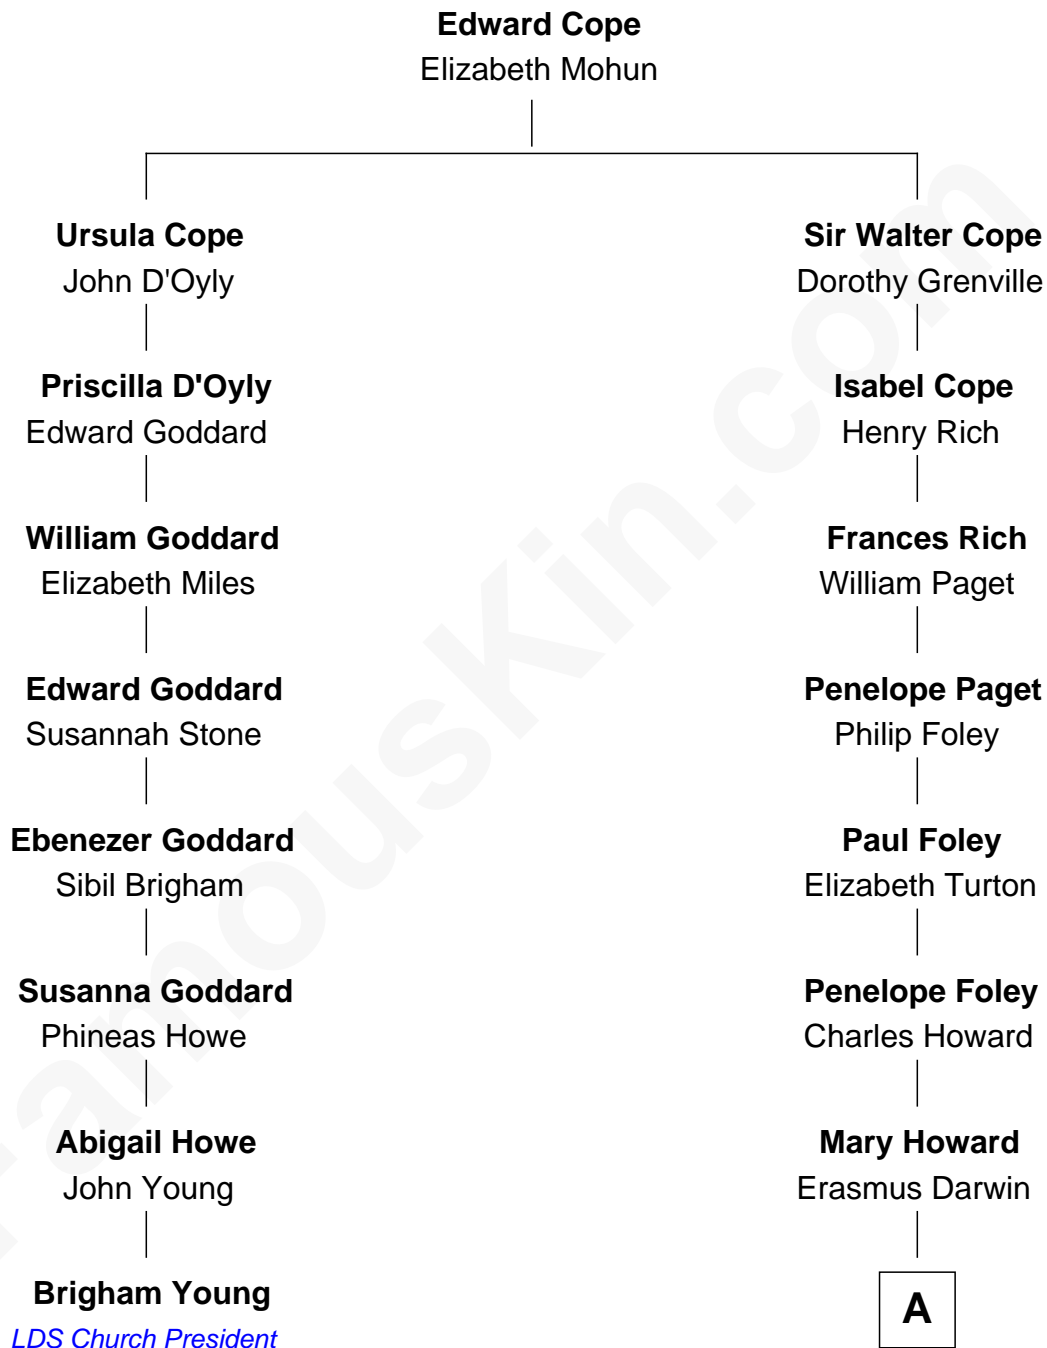 Edward Cope
Elizabeth Mohun
Ursula Cope
John D'Oyly
Sir Walter Cope
Dorothy Grenville
Priscilla D'Oyly
Edward Goddard
Isabel Cope
Henry Rich
William Goddard
Elizabeth Miles
Frances Rich
William Paget
Edward Goddard
Susannah Stone
Penelope Paget
Philip Foley
Ebenezer Goddard
Sibil Brigham
Paul Foley
Elizabeth Turton
Susanna Goddard
Phineas Howe
Penelope Foley
Charles Howard
Abigail Howe
John Young
Mary Howard
Erasmus Darwin
Brigham Young
LDS Church President
A
FamousKin.com